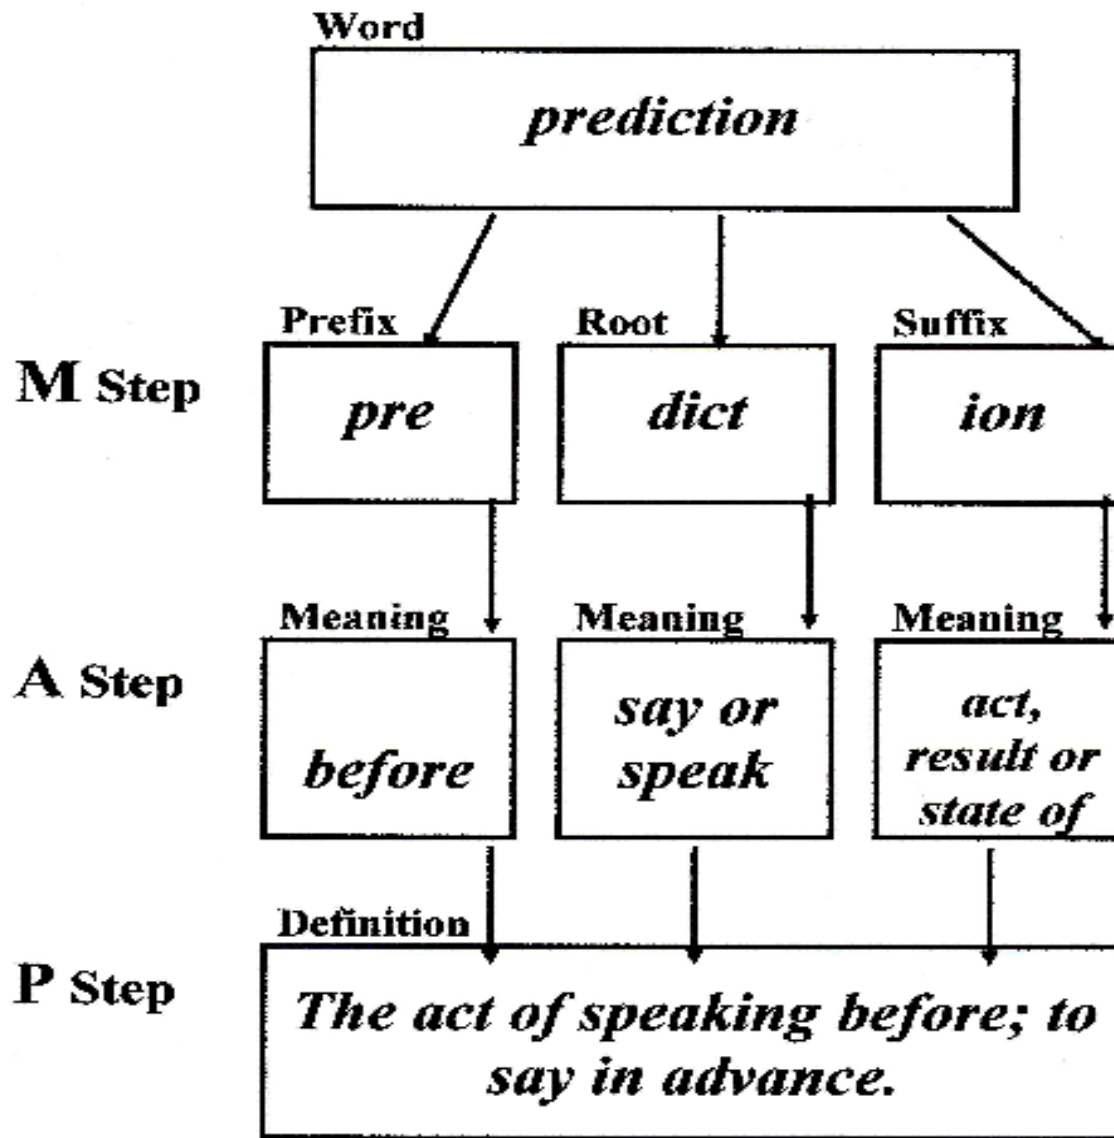 Word
prediction
Prefix Root Suffix
M Step
pre dict ion
Meaning Meaning Meaning
A Step
before
say or
speak
act,
result or
state of
Definition
P Step
The act of speaking before; to
say in advance.